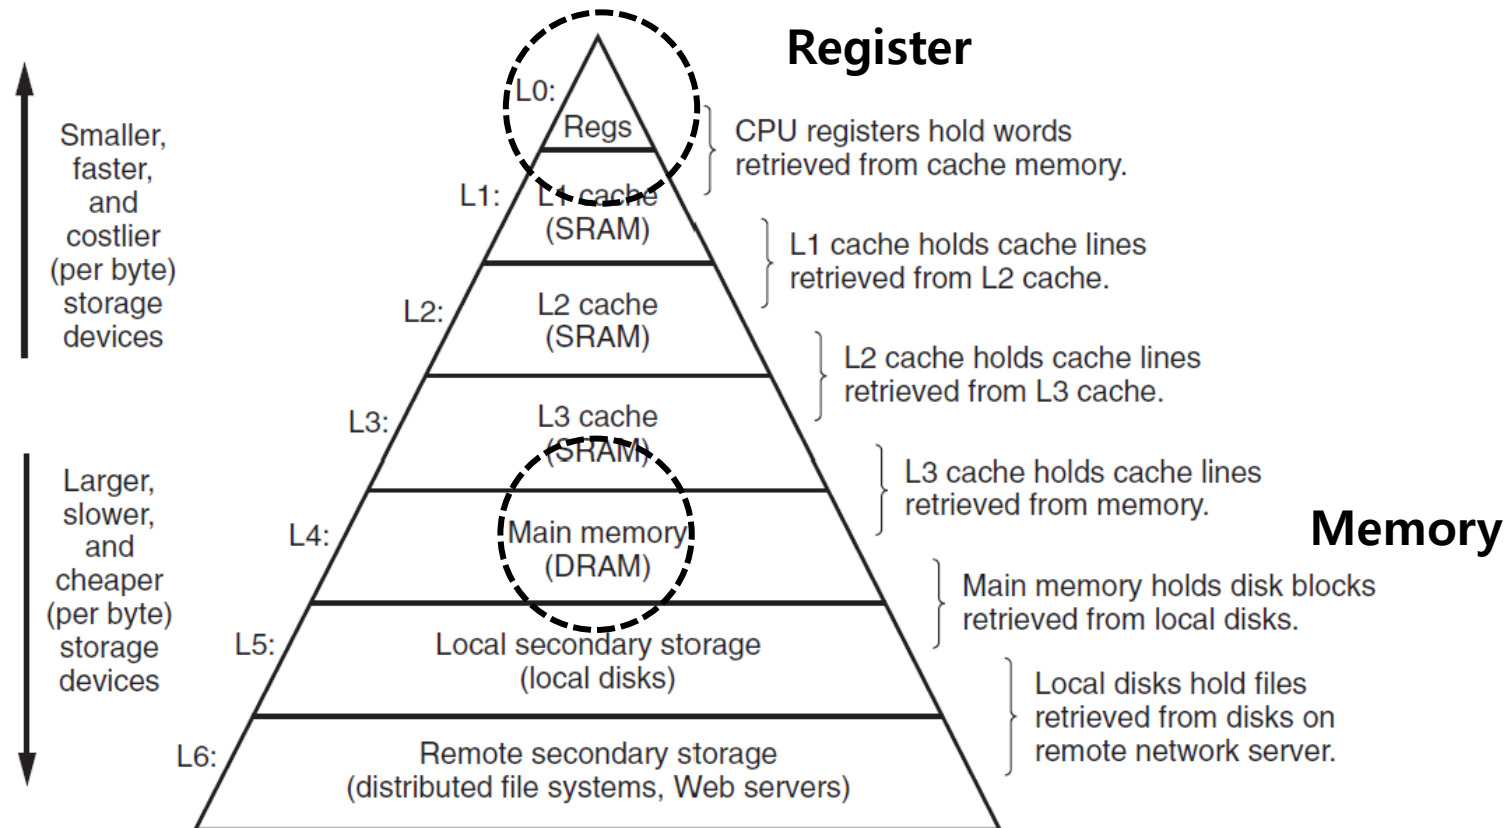 Register
L0:
Regs
CPU registers hold words
retrieved from cache memory.
Smaller,
faster,
and
costlier
(per byte)
storage
devices
L1:
L1 cache
(SRAM)
L1 cache holds cache lines
retrieved from L2 cache.
L2:
L2 cache
(SRAM)
L2 cache holds cache lines
retrieved from L3 cache.
L3:
L3 cache
(SRAM)
L3 cache holds cache lines
retrieved from memory.
Larger,
slower,
and
cheaper
(per byte)
storage
devices
L4:
Main memory
(DRAM)
Memory
Main memory holds disk blocks
retrieved from local disks.
L5:
Local secondary storage
(local disks)
Local disks hold files
retrieved from disks on
remote network server.
L6:
Remote secondary storage
(distributed file systems, Web servers)